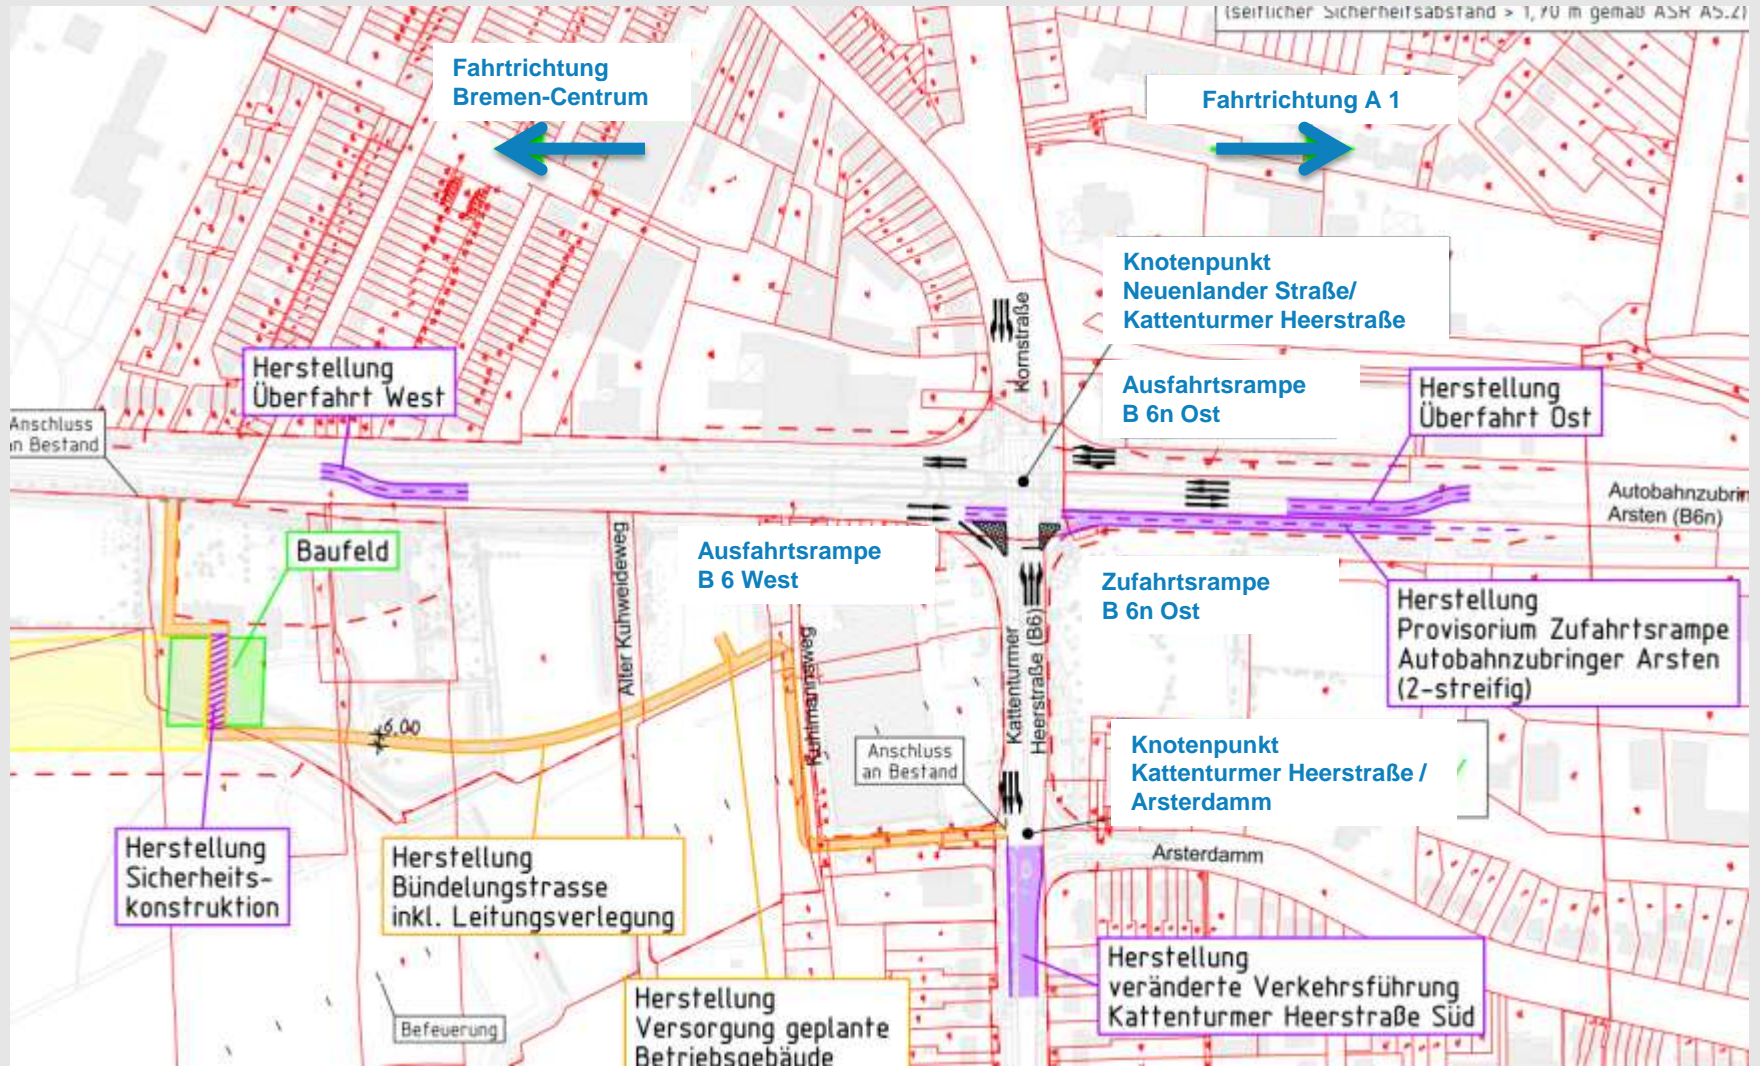 (seitlicher Sicherheitsabstand > 1,70 m gemäß ASR A5.2)
Fahrtrichtung
Bremen-Centrum
Fahrtrichtung A 1
Knotenpunkt
Neuenlander Straße/
Kattenturmer Heerstraße
Kornstraße
Herstellung
Überfahrt West
Ausfahrtsrampe
B 6n Ost
Herstellung
Überfahrt Ost
Anschluss
an Bestand
Autobahnzubrin
Arsten (B6n)
Baufeld
Alter Kuhweideweg
Ausfahrtsrampe
B 6 West
Zufahrtsrampe
B 6n Ost
Herstellung
Provisorium Zufahrtsrampe
Autobahnzubringer Arsten
(2-streifig)
Kuhlmannsweg
Kattenturmer
Heerstraße (B6)
6,00
Anschluss
an Bestand
Knotenpunkt
Kattenturmer Heerstraße /
Arsterdamm
Arsterdamm
Herstellung
Sicherheits-
konstruktion
Herstellung
Bündelungstrasse
inkl. Leitungsverlegung
Herstellung
veränderte Verkehrsführung
Kattenturmer Heerstraße Süd
Herstellung
Versorgung geplante
Betriebsgebäude
Befeuerung